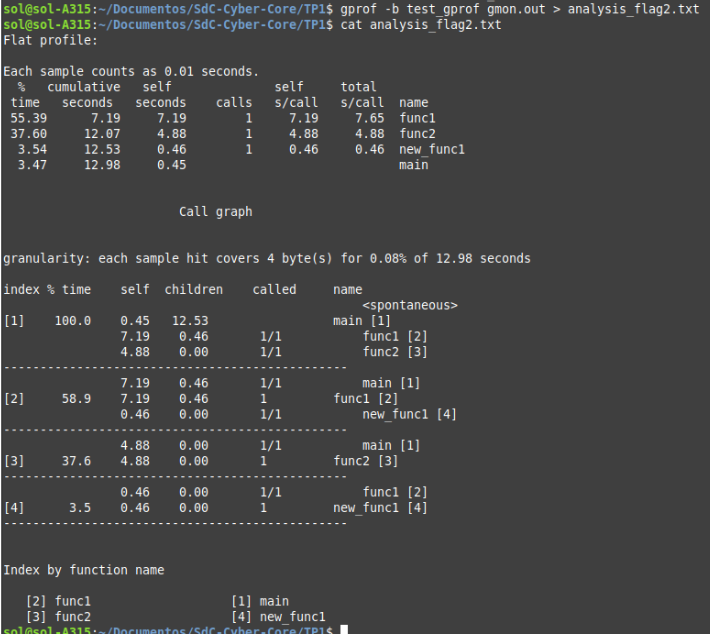 sol@sol-A315:~/Documentos/SdC-Cyber-Core/TP1$ gprof -b test_gprof gmon.out > analysis_flag2.txt
sol@sol-A315:~/Documentos/SdC-Cyber-Core/TP1$ cat analysis_flag2.txt
Flat profile:

Each sample counts as 0.01 seconds.
  %   cumulative   self              self     total
 time   seconds   seconds    calls   s/call   s/call  name
 55.39      7.19     7.19        1     7.19     7.65  func1
 37.60     12.07     4.88        1     4.88     4.88  func2
  3.54     12.53     0.46        1     0.46     0.46  new_func1
  3.47     12.98     0.45                             main

                        Call graph

granularity: each sample hit covers 4 byte(s) for 0.08% of 12.98 seconds

index % time    self  children    called     name
                                                 <spontaneous>
[1]    100.0    0.45   12.53                 main [1]
                7.19    0.46       1/1           func1 [2]
                4.88    0.00       1/1           func2 [3]
-----------------------------------------------
                7.19    0.46       1/1           main [1]
[2]     58.9    7.19    0.46       1         func1 [2]
                0.46    0.00       1/1           new_func1 [4]
-----------------------------------------------
                4.88    0.00       1/1           main [1]
[3]     37.6    4.88    0.00       1         func2 [3]
-----------------------------------------------
                0.46    0.00       1/1           func1 [2]
[4]      3.5    0.46    0.00       1         new_func1 [4]
-----------------------------------------------

Index by function name

   [2] func1                   [1] main
   [3] func2                   [4] new_func1
sol@sol-A315:~/Documentos/SdC-Cyber-Core/TP1$